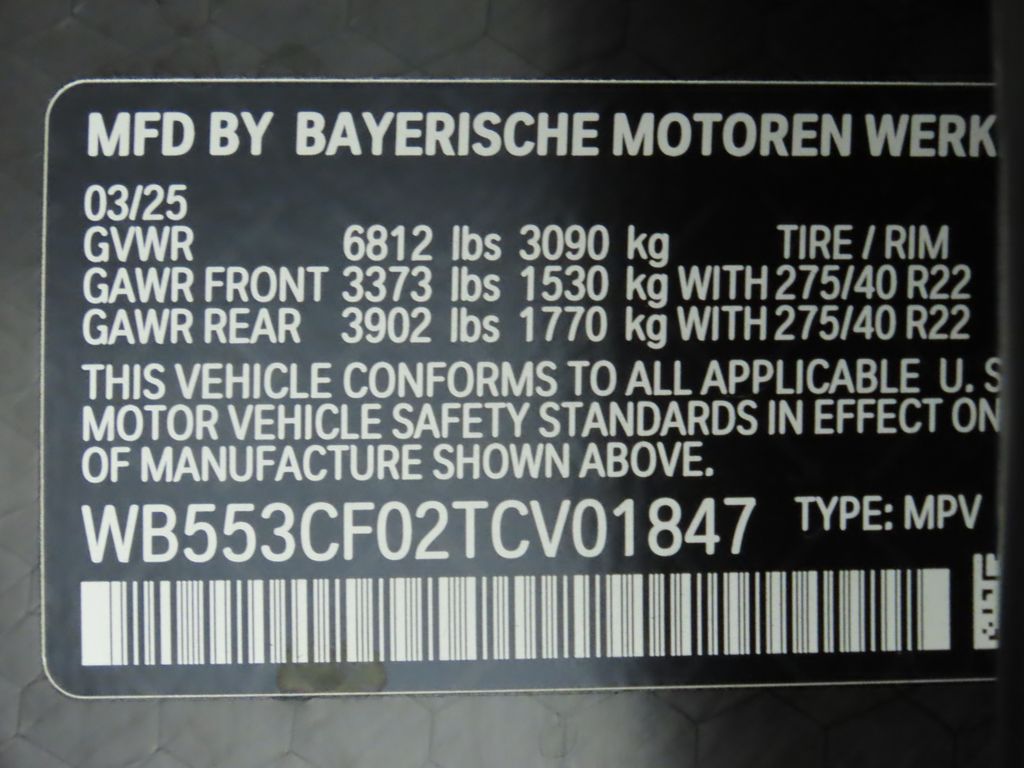 MFD BY BAYERISCHE MOTOREN WERK
03/25
GVWR 6812 lbs 3090 kg TIRE / RIM
GAWR FRONT 3373 lbs 1530 kg WITH 275/40 R22
GAWR REAR 3902 lbs 1770 kg WITH 275/40 R22
THIS VEHICLE CONFORMS TO ALL APPLICABLE U. S
MOTOR VEHICLE SAFETY STANDARDS IN EFFECT ON
OF MANUFACTURE SHOWN ABOVE.
WB553CF02TCV01847 TYPE: MPV